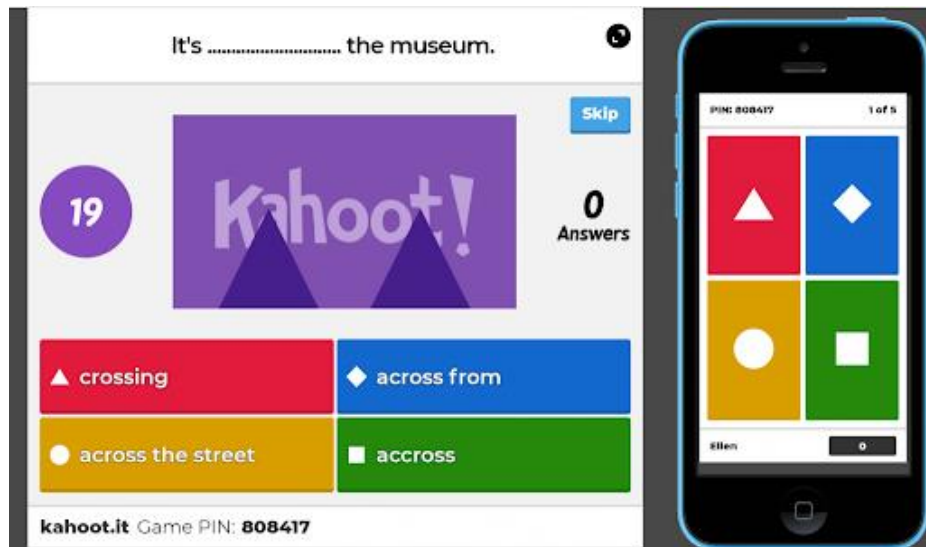 It's .............................. the museum.
Skip
19
Kahoot!
0
Answers
crossing
across from
across the street
accross
kahoot.it Game PIN: 808417
PIN: 808417 1 of 5
Ellen 0